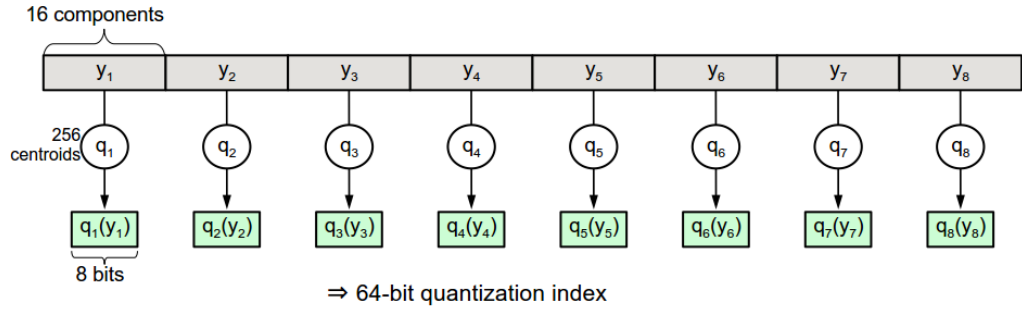 16 components
y₁ y₂ y₃ y₄ y₅ y₆ y₇ y₈
256
centroids
q₁ q₂ q₃ q₄ q₅ q₆ q₇ q₈
q₁(y₁) q₂(y₂) q₃(y₃) q₄(y₄) q₅(y₅) q₆(y₆) q₇(y₇) q₈(y₈)
8 bits
⇒ 64-bit quantization index